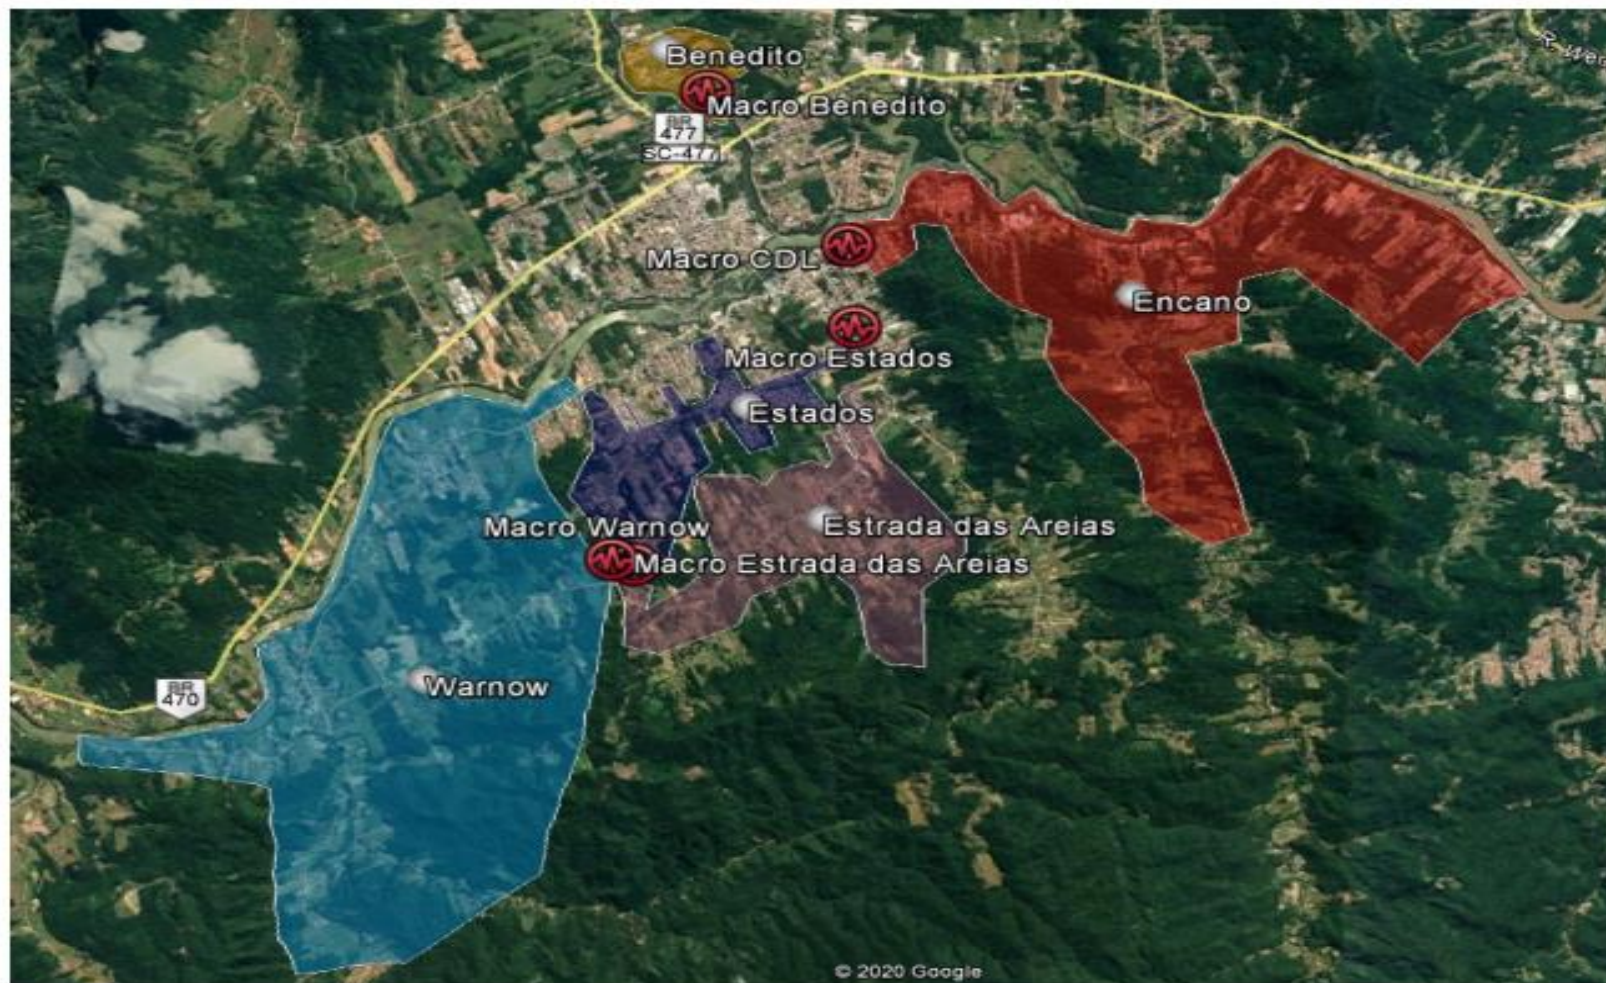 Benedito
Macro Benedito
BR
477
SC-477
Macro CDL
Encano
Macro Estados
Estados
Macro Warnow
Estrada das Areias
Macro Estrada das Areias
Warnow
BR
470
© 2020 Google